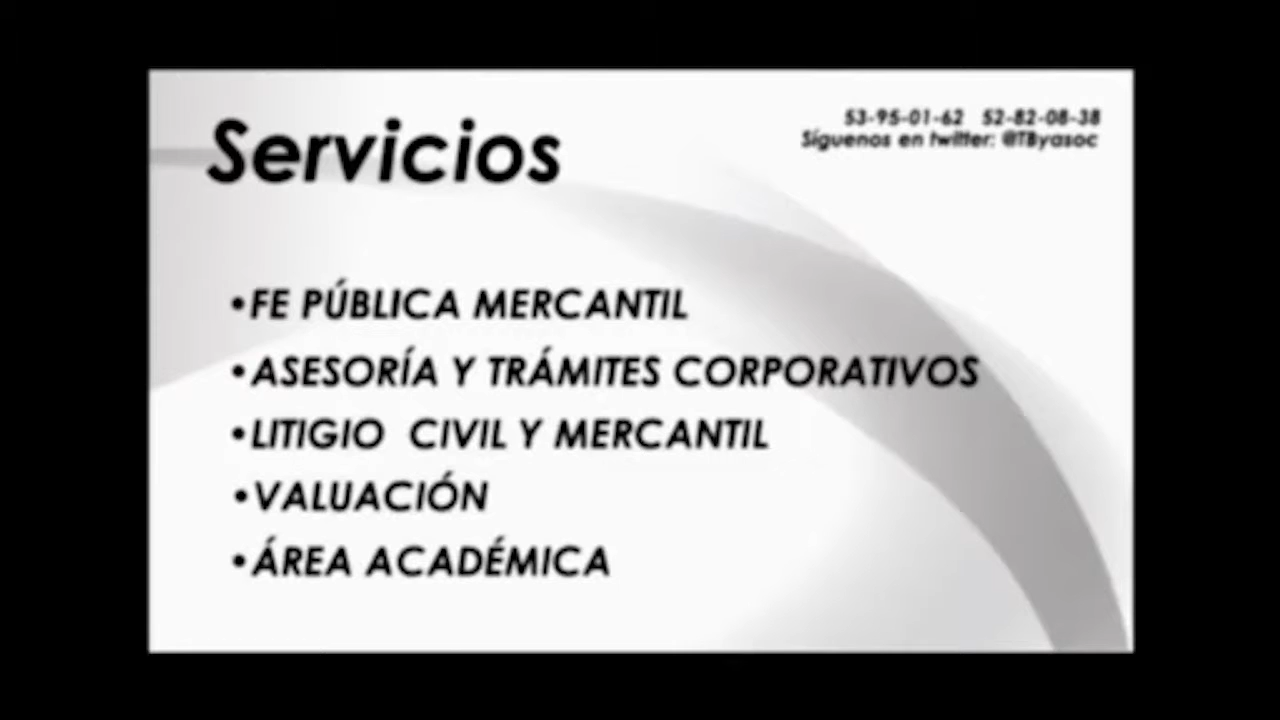 Servicios
53-95-01-62 52-82-08-38
Síguenos en twitter: @TByasoc
•FE PÚBLICA MERCANTIL
•ASESORÍA Y TRÁMITES CORPORATIVOS
•LITIGIO CIVIL Y MERCANTIL
•VALUACIÓN
•ÁREA ACADÉMICA